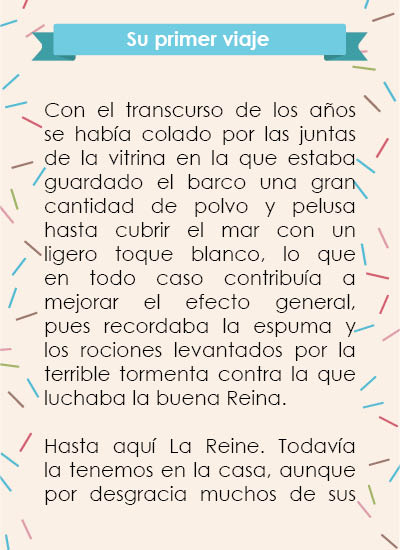 Su primer viaje
Con el transcurso de los años
se había colado por las juntas
de la vitrina en la que estaba
guardado el barco una gran
cantidad de polvo y pelusa
hasta cubrir el mar con un
ligero toque blanco, lo que
en todo caso contribuía a
mejorar el efecto general,
pues recordaba la espuma y
los rociones levantados por la
terrible tormenta contra la que
luchaba la buena Reina.
Hasta aquí La Reine. Todavía
la tenemos en la casa, aunque
por desgracia muchos de sus